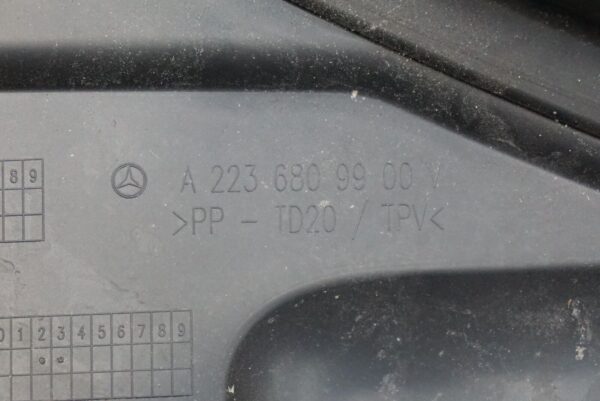 8 9
A 223 680 99 00 V
>PP - TD20 / TPV<
0 1 2 3 4 5 6 7 8 9